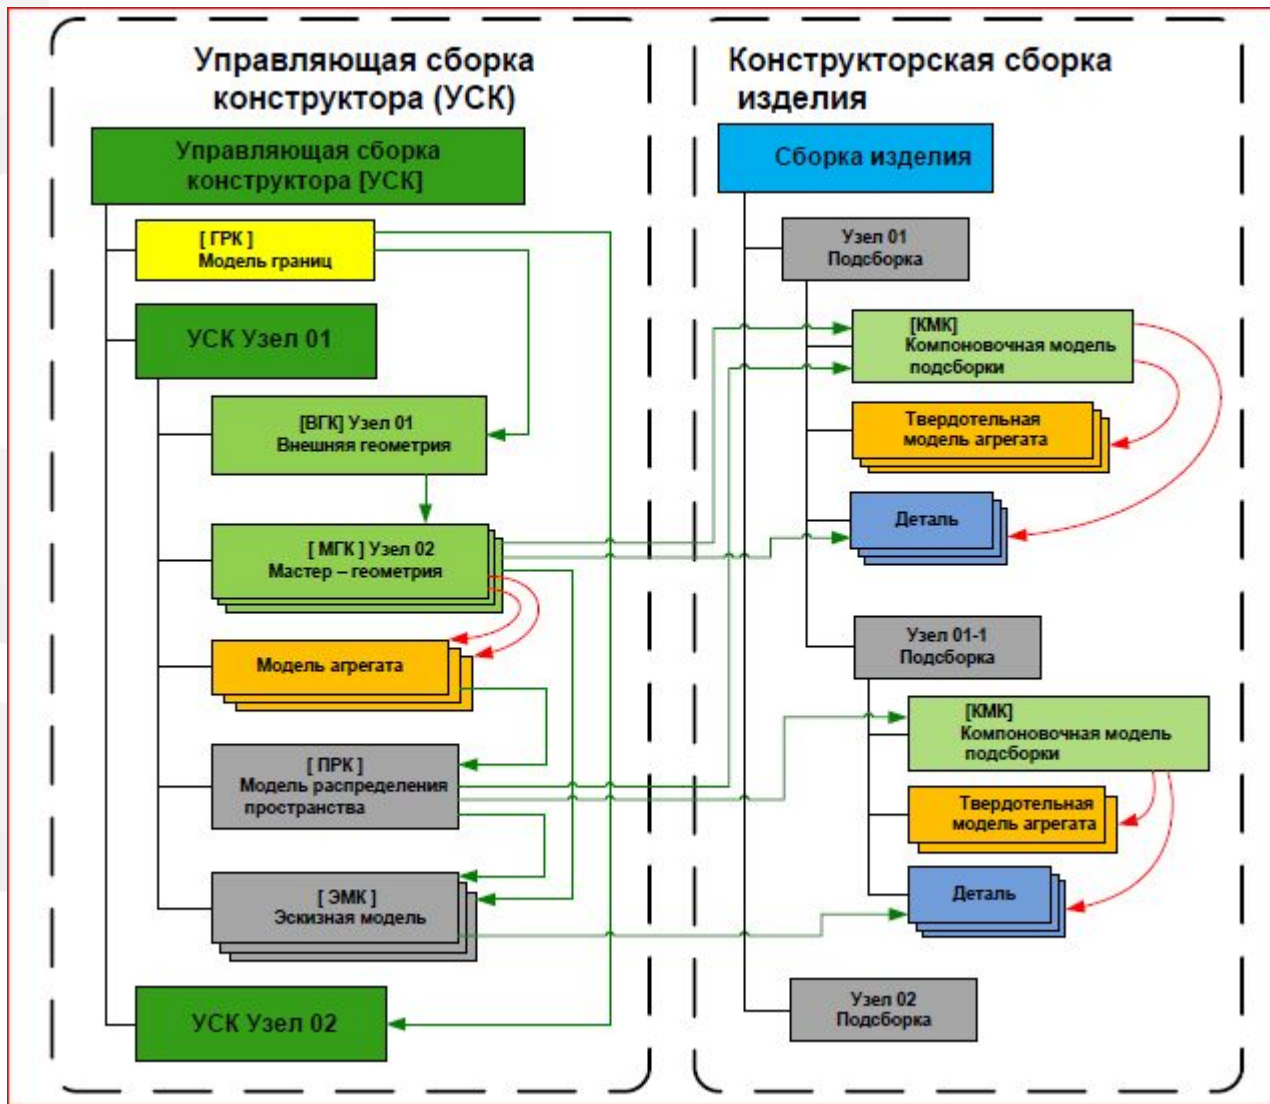 Управляющая сборка
конструктора (УСК)
Управляющая сборка
конструктора [УСК]
[ ГРК ]
Модель границ
УСК Узел 01
[ВГК] Узел 01
Внешняя геометрия
[ МГК ] Узел 02
Мастер – геометрия
Модель агрегата
[ ПРК ]
Модель распределения
пространства
[ ЭМК ]
Эскизная модель
УСК Узел 02
Конструкторская сборка
изделия
Сборка изделия
Узел 01
Подсборка
[КМК]
Компоновочная модель
подсборки
Твердотельная
модель агрегата
Деталь
Узел 01-1
Подсборка
[КМК]
Компоновочная модель
подсборки
Твердотельная
модель агрегата
Деталь
Узел 02
Подсборка